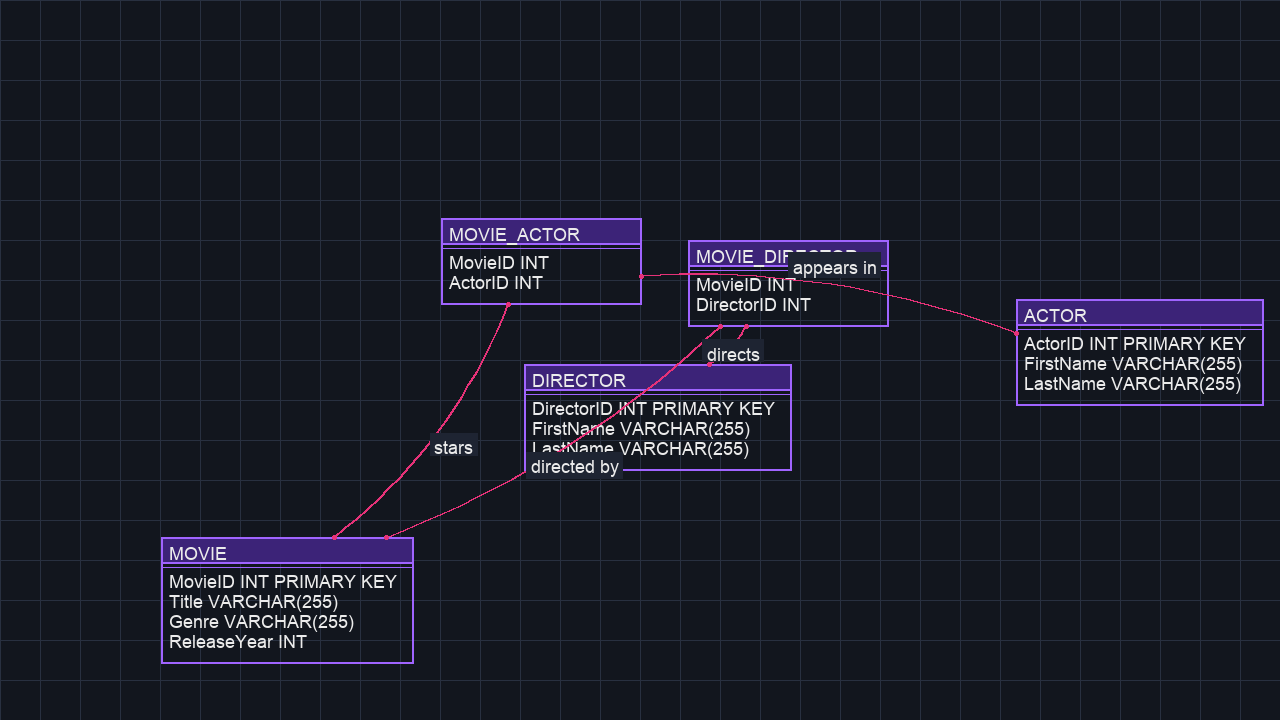 MOVIE_ACTOR
MovieID INT
ActorID INT
MOVIE_DIRECTOR
appears in
MovieID INT
DirectorID INT
ACTOR
ActorID INT PRIMARY KEY
FirstName VARCHAR(255)
LastName VARCHAR(255)
directs
DIRECTOR
DirectorID INT PRIMARY KEY
FirstName VARCHAR(255)
LastName VARCHAR(255)
directed by
stars
MOVIE
MovieID INT PRIMARY KEY
Title VARCHAR(255)
Genre VARCHAR(255)
ReleaseYear INT